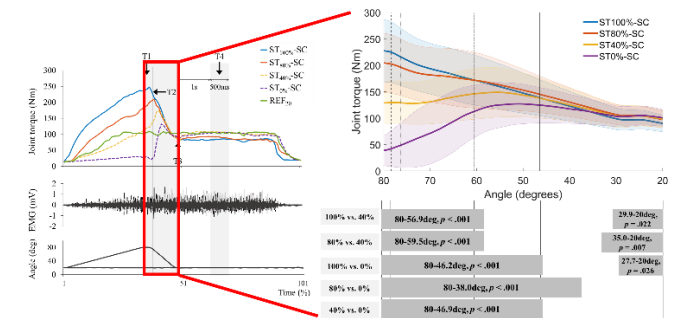 T1
T4
ST100%-SC
ST80%-SC
ST40%-SC
ST0%-SC
REF20
1s
500ms
T2
T3
Joint torque (Nm)
300
250
200
150
100
50
0
EMG (mV)
2
1
0
-1
-2
Angle (deg)
80
40
0
1
51
101
Time (%)
300
250
200
150
100
50
0
Joint torque (Nm)
ST100%-SC
ST80%-SC
ST40%-SC
ST0%-SC
80
70
60
50
40
30
20
Angle (degrees)
100% vs. 40%
80-56.9deg, p < .001
29.9-20deg,
p = .022
80% vs. 40%
80-59.5deg, p < .001
35.0-20deg,
p = .007
100% vs. 0%
80-46.2deg, p < .001
27.7-20deg,
p = .026
80% vs. 0%
80-38.0deg, p < .001
40% vs. 0%
80-46.9deg, p < .001